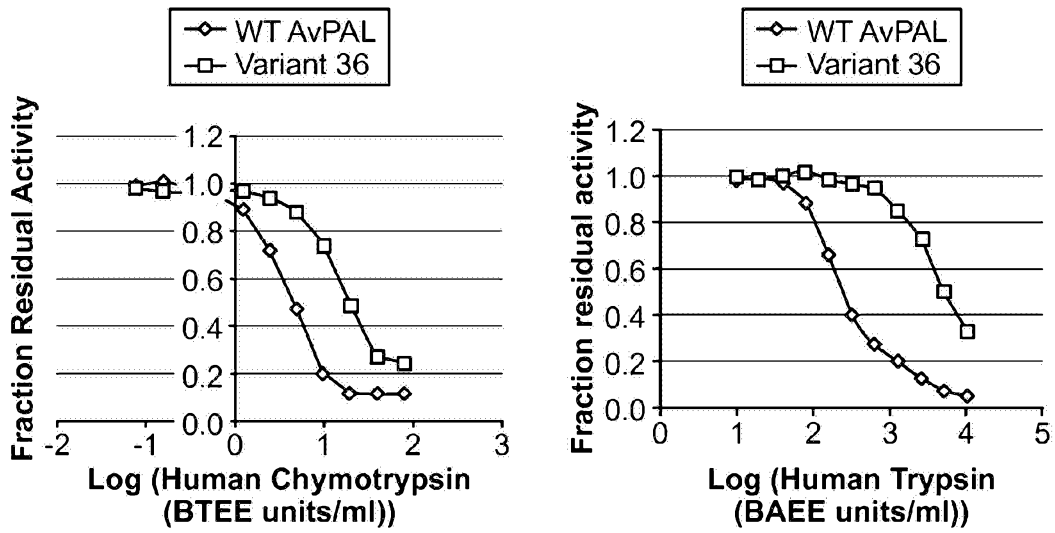 WT AvPAL
Variant 36
Fraction Residual Activity
1.2
1.0
0.8
0.6
0.4
0.2
0.0
-2 -1 0 1 2 3
Log (Human Chymotrypsin
(BTEE units/ml))
WT AvPAL
Variant 36
Fraction residual activity
1.2
1.0
0.8
0.6
0.4
0.2
0.0
0 1 2 3 4 5
Log (Human Trypsin
(BAEE units/ml))